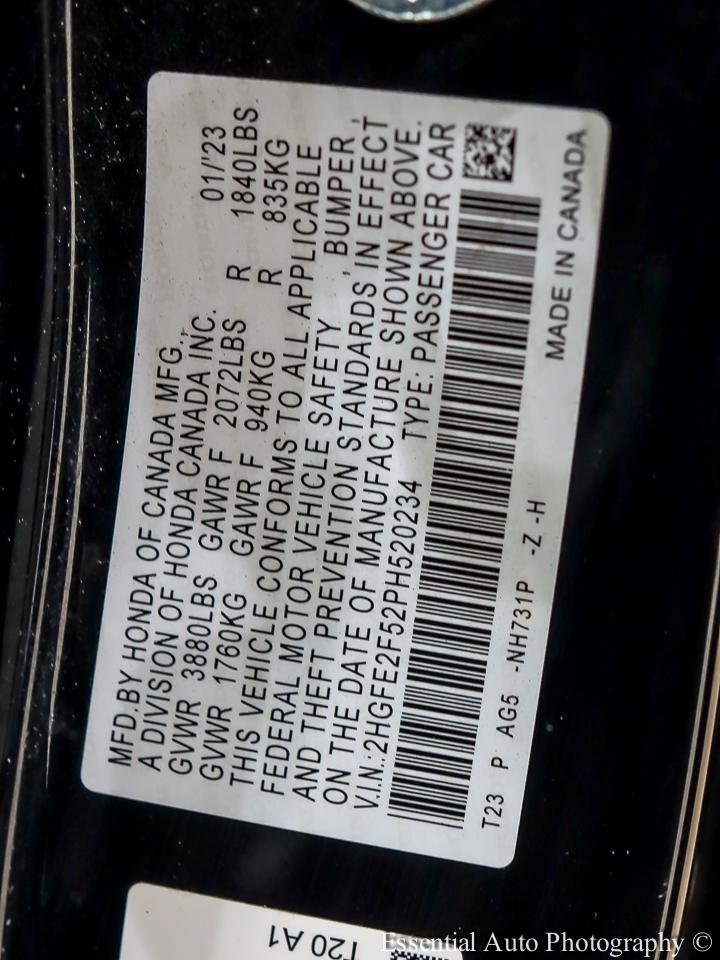 MFD.BY HONDA OF CANADA MFG.,
A DIVISION OF HONDA CANADA INC. 01/'23
GVWR 3880LBS GAWR F 2072LBS R 1840LBS.
GVWR 1760KG GAWR F 940KG R 835KG
THIS VEHICLE CONFORMS TO ALL APPLICABLE
FEDERAL MOTOR VEHICLE SAFETY , BUMPER ,
AND THEFT PREVENTION STANDARDS IN EFFECT
ON THE DATE OF MANUFACTURE SHOWN ABOVE.
V.I.N.:2HGFE2F52PH520234 TYPE: PASSENGER CAR
T23 P AG5 -NH731P -Z -H MADE IN CANADA
T20 A1
Essential Auto Photography ©